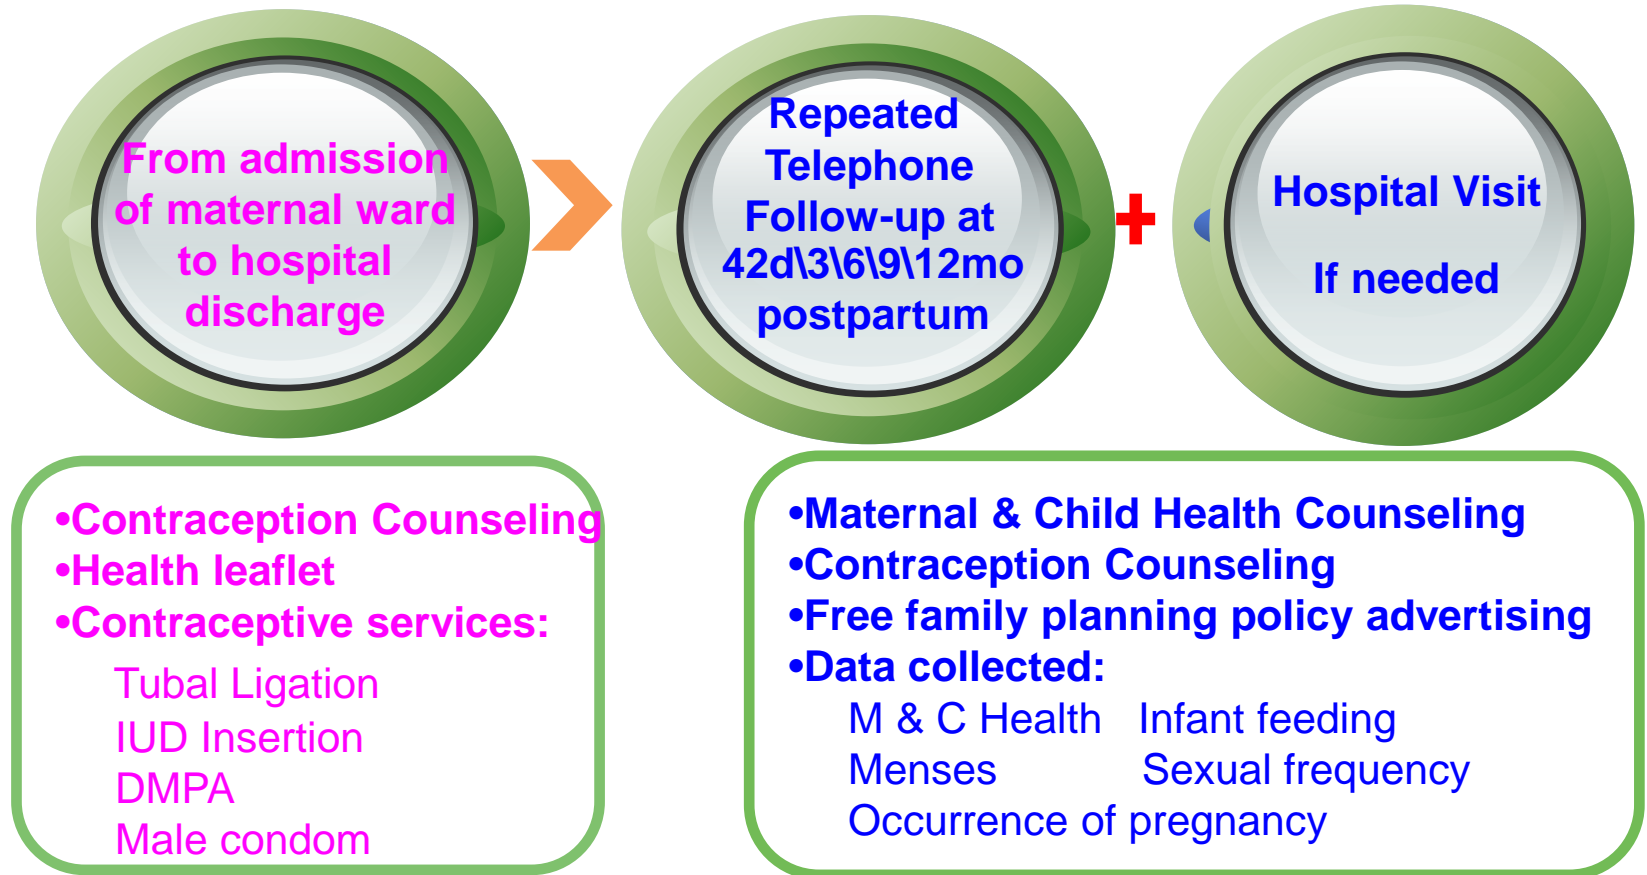 From admission
of maternal ward
to hospital
discharge
Repeated
Telephone
Follow-up at
42d\3\6\9\12mo
postpartum
Hospital Visit
If needed
•Contraception Counseling
•Health leaflet
•Contraceptive services:
Tubal Ligation
IUD Insertion
DMPA
Male condom
•Maternal & Child Health Counseling
•Contraception Counseling
•Free family planning policy advertising
•Data collected:
M & C Health Infant feeding
Menses Sexual frequency
Occurrence of pregnancy